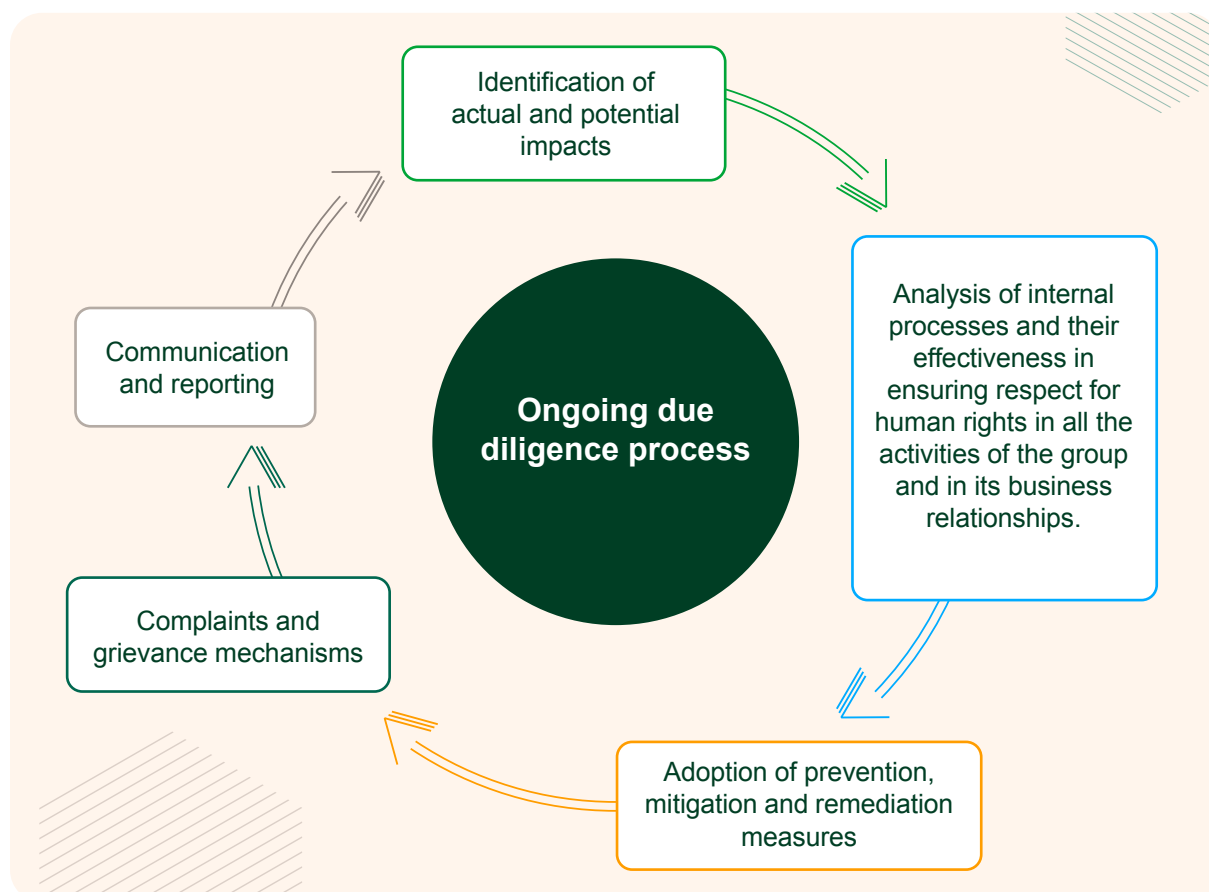 Identification of
actual and potential
impacts
Analysis of internal
processes and their
effectiveness in
ensuring respect for
human rights in all the
activities of the group
and in its business
relationships.
Adoption of prevention,
mitigation and remediation
measures
Complaints and
grievance mechanisms
Communication
and reporting
Ongoing due
diligence process